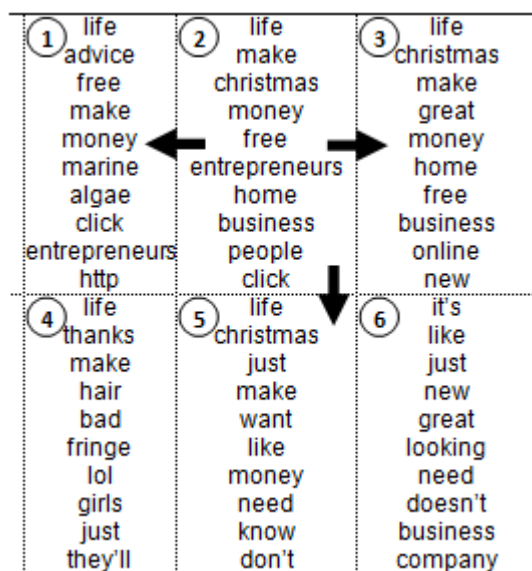 1
life
advice
free
make
money
marine
algae
click
entrepreneurs
http
2
life
make
christmas
money
free
entrepreneurs
home
business
people
click
3
life
christmas
make
great
money
home
free
business
online
new
4
life
thanks
make
hair
bad
fringe
lol
girls
just
they'll
5
life
christmas
just
make
want
like
money
need
know
don't
6
it's
like
just
new
great
looking
need
doesn't
business
company